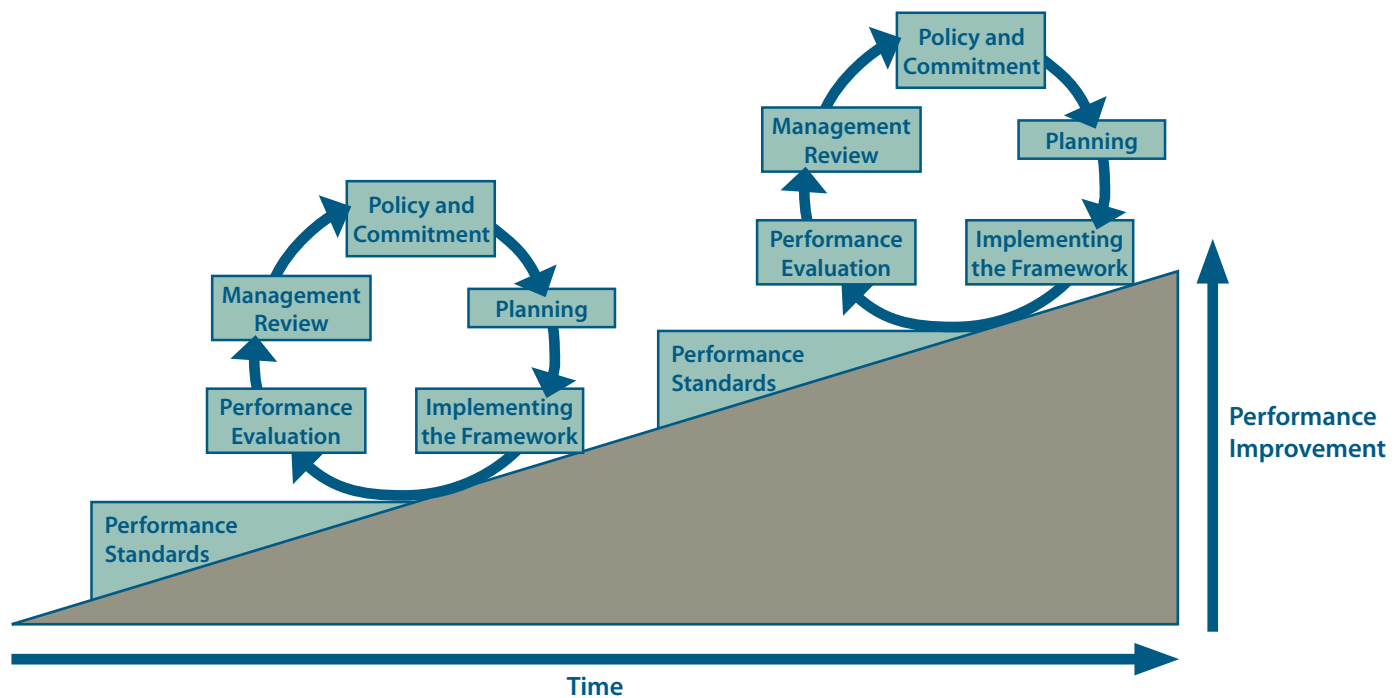 Policy and
Commitment
Management
Review
Planning
Performance
Evaluation
Implementing
the Framework
Performance
Standards
Policy and
Commitment
Management
Review
Planning
Performance
Evaluation
Implementing
the Framework
Performance
Standards
Performance
Improvement
Time